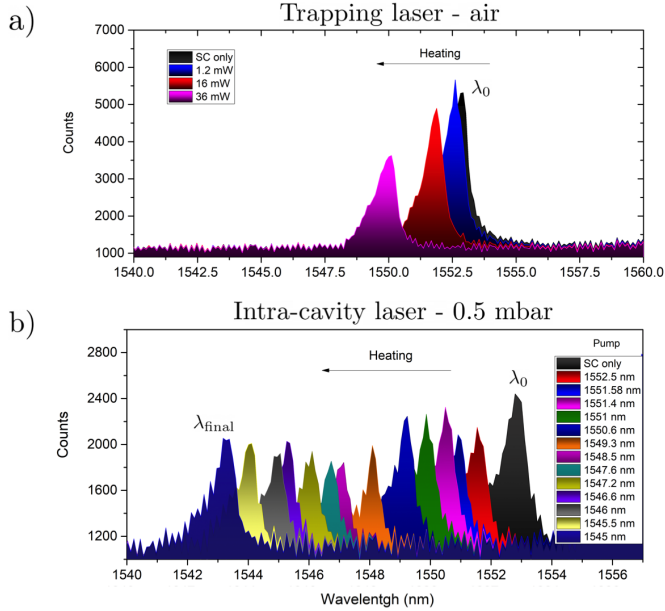 a)
Trapping laser - air
7000
6000
5000
4000
3000
2000
1000
Counts
SC only
1.2 mW
16 mW
36 mW
Heating
λ0
1540.0 1542.5 1545.0 1547.5 1550.0 1552.5 1555.0 1557.5 1560.0
b)
Intra-cavity laser - 0.5 mbar
2800
2400
2000
1600
1200
Counts
Heating
λfinal
λ0
Pump
SC only
1552.5 nm
1551.58 nm
1551.4 nm
1551 nm
1550.6 nm
1549.3 nm
1548.5 nm
1547.6 nm
1547.2 nm
1546.6 nm
1546 nm
1545.5 nm
1545 nm
1540 1542 1544 1546 1548 1550 1552 1554 1556
Wavelentgh (nm)